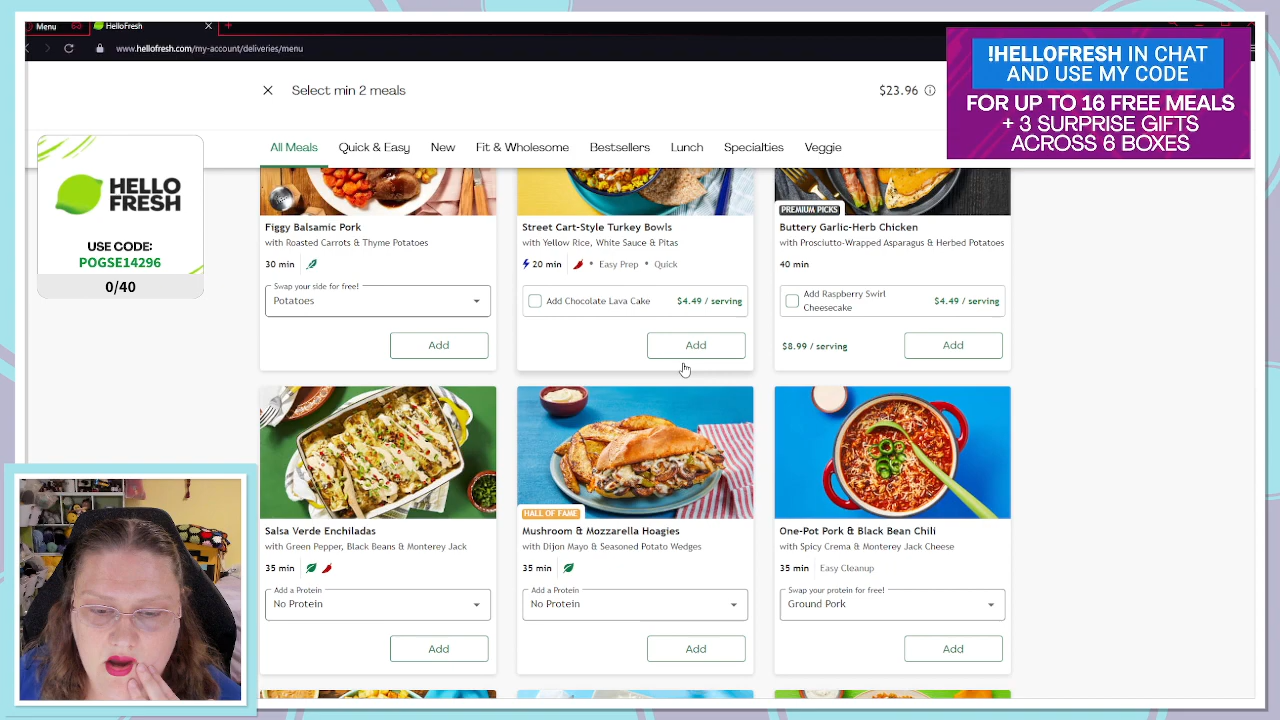 Menu
HelloFresh
www.hellofresh.com/my-account/deliveries/menu
Select min 2 meals
$23.96
!HELLOFRESH IN CHAT
AND USE MY CODE
FOR UP TO 16 FREE MEALS
+ 3 SURPRISE GIFTS
ACROSS 6 BOXES
HELLO
FRESH
USE CODE:
POGSE14296
0/40
All Meals
Quick & Easy
New
Fit & Wholesome
Bestsellers
Lunch
Specialties
Veggie
Figgy Balsamic Pork
with Roasted Carrots & Thyme Potatoes
30 min
Swap your side for free!
Potatoes
Add
Street Cart-Style Turkey Bowls
with Yellow Rice, White Sauce & Pitas
20 min • Easy Prep • Quick
Add Chocolate Lava Cake $4.49 / serving
Add
PREMIUM PICKS
Buttery Garlic-Herb Chicken
with Prosciutto-Wrapped Asparagus & Herbed Potatoes
40 min
Add Raspberry Swirl
Cheesecake
$4.49 / serving
$8.99 / serving
Add
Salsa Verde Enchiladas
with Green Pepper, Black Beans & Monterey Jack
35 min
Add a Protein
No Protein
Add
HALL OF FAME
Mushroom & Mozzarella Hoagies
with Dijon Mayo & Seasoned Potato Wedges
35 min
Add a Protein
No Protein
Add
One-Pot Pork & Black Bean Chili
with Spicy Crema & Monterey Jack Cheese
35 min Easy Cleanup
Swap your protein for free!
Ground Pork
Add